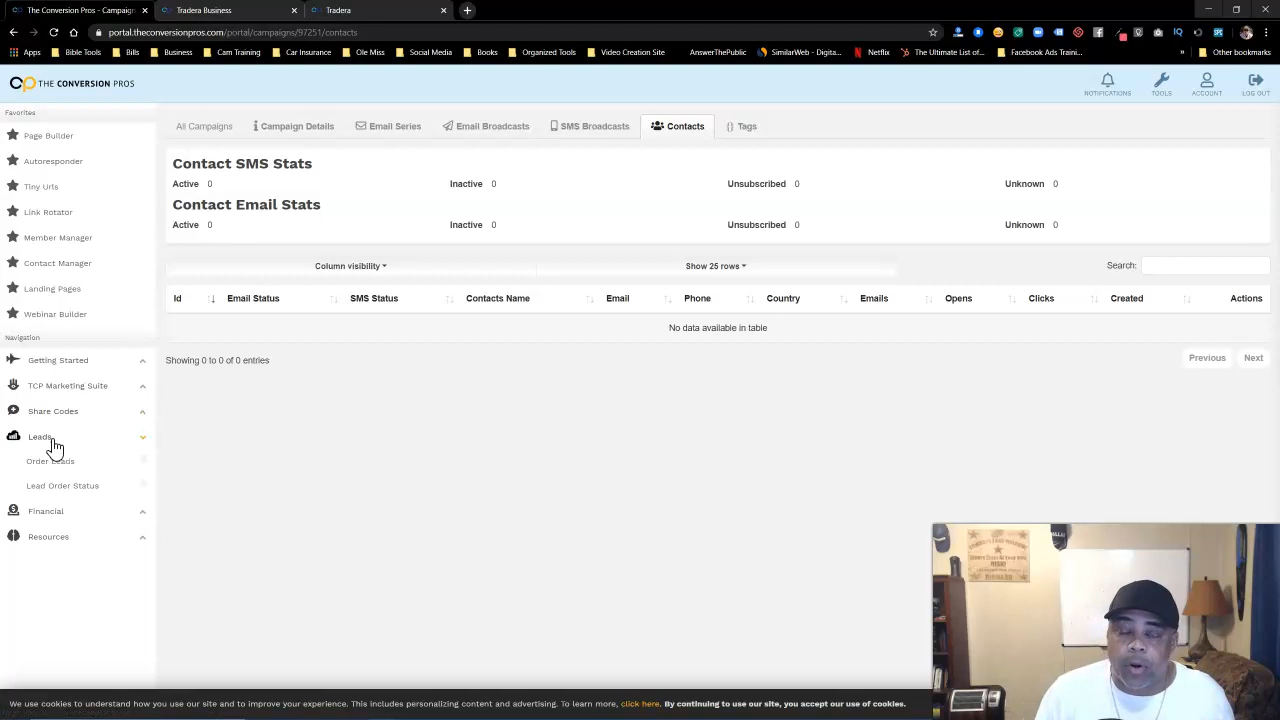 The Conversion Pros - Campaign
Tradera Business
Tradera
portal.theconversionpros.com/portal/campaigns/97251/contacts
Apps
Bible Tools
Bills
Business
Cam Training
Car Insurance
Ole Miss
Social Media
Books
Organized Tools
Video Creation Site
AnswerThePublic
SimilarWeb - Digita...
Netflix
The Ultimate List of...
Facebook Ads Traini...
Other bookmarks
THE CONVERSION PROS
NOTIFICATIONS
TOOLS
ACCOUNT
LOG OUT
Favorites
Page Builder
Autoresponder
Tiny Urls
Link Rotator
Member Manager
Contact Manager
Landing Pages
Webinar Builder
Navigation
Getting Started
TCP Marketing Suite
Share Codes
Leads
Order Leads
Lead Order Status
Financial
Resources
All Campaigns
Campaign Details
Email Series
Email Broadcasts
SMS Broadcasts
Contacts
Tags
Contact SMS Stats
Active 0 Inactive 0 Unsubscribed 0 Unknown 0
Contact Email Stats
Active 0 Inactive 0 Unsubscribed 0 Unknown 0
Column visibility
Show 25 rows
Search:
Id Email Status SMS Status Contacts Name Email Phone Country Emails Opens Clicks Created Actions
No data available in table
Showing 0 to 0 of 0 entries
Previous
Next
We use cookies to understand how you use our site and to improve your experience. This includes personalizing content and advertising. To learn more, click here. By continuing to use our site, you accept our use of cookies.